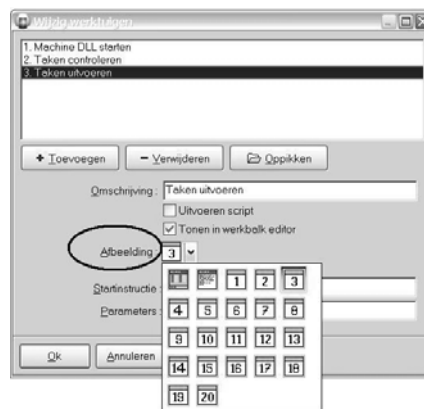 Wijzig werktuigen
1. Machine DLL starten
2. Taken controleren
3. Taken uitvoeren
+ Toevoegen - Verwijderen Oppikken
Omschrijving : Taken uitvoeren
Uitvoeren script
Tonen in werkbalk editor
Afbeelding : 3
1 2 3
Startinstructie :
Parameters :
4 5 6 7 8
9 10 11 12 13
Ok Annuleren
14 15 16 17 18
19 20